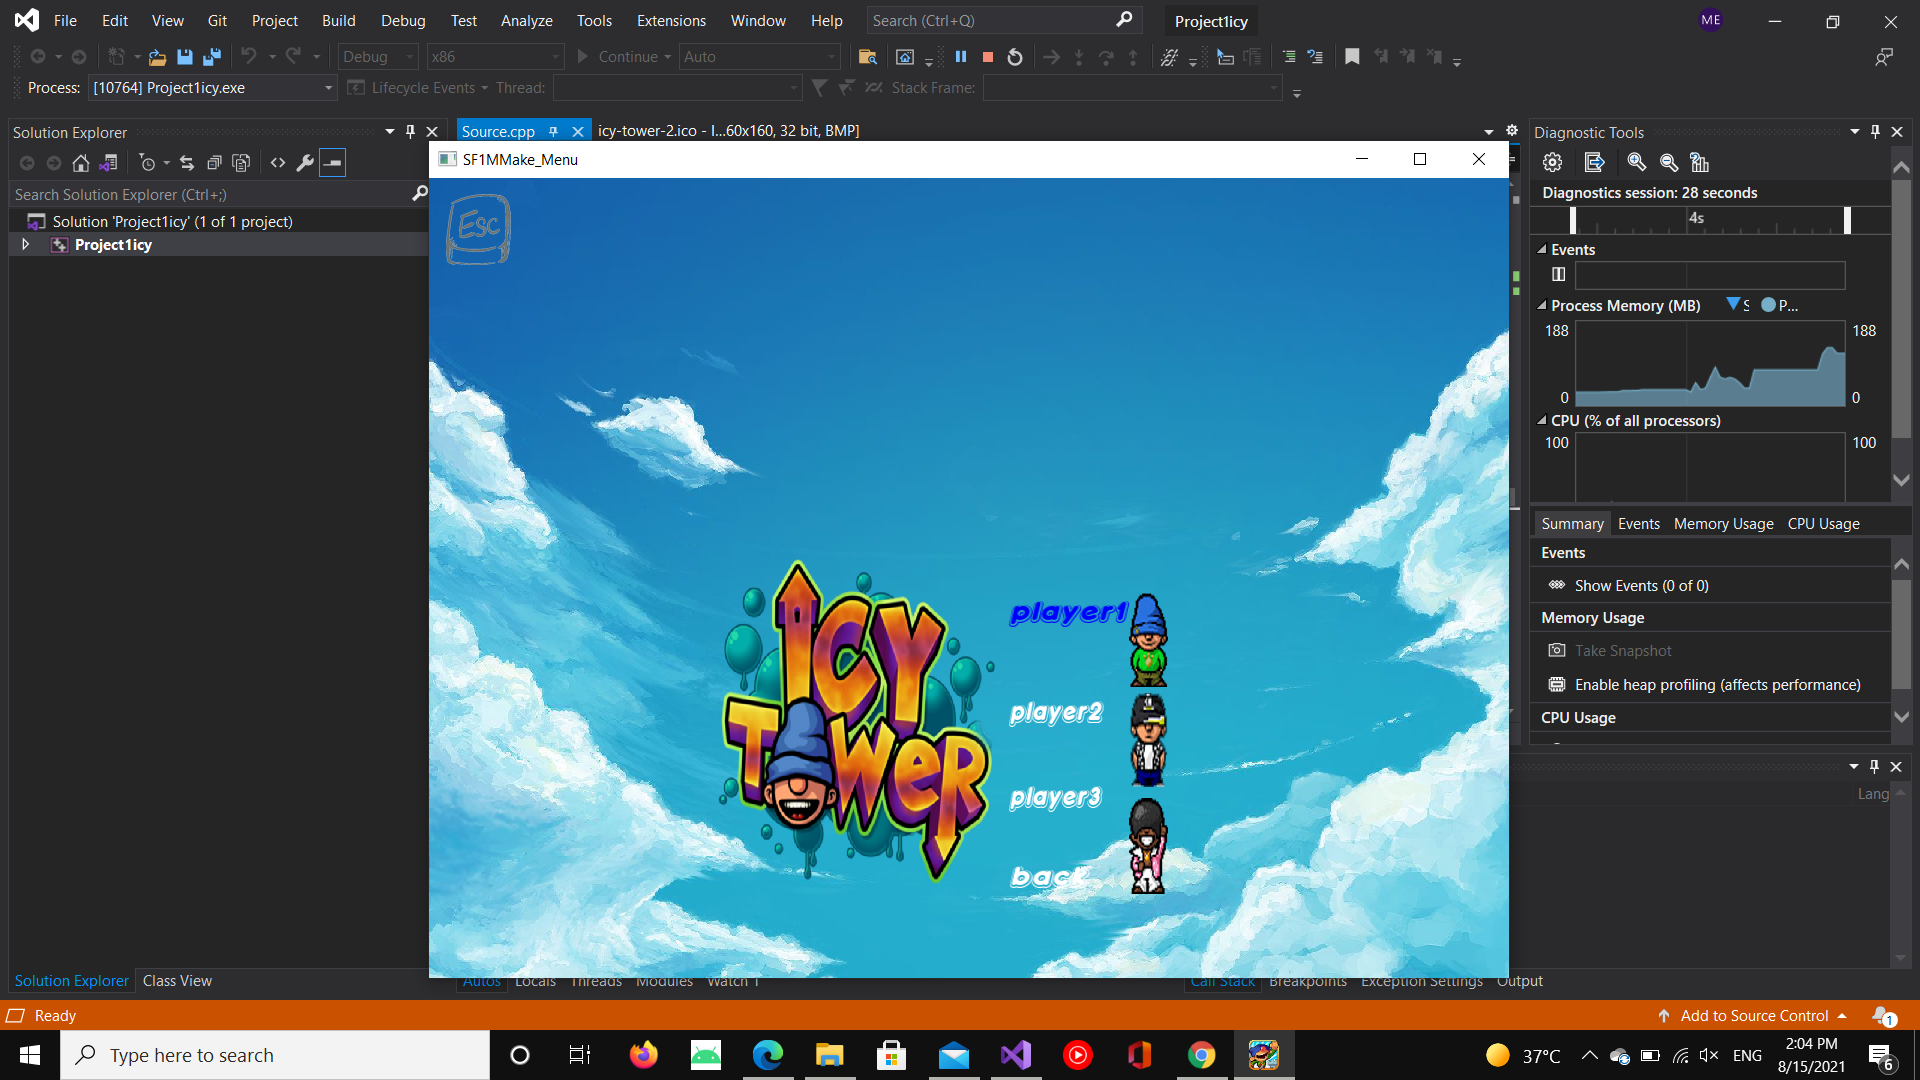 File Edit View Git Project Build Debug Test Analyze Tools Extensions Window Help Search (Ctrl+Q) Project1icy ME
Debug x86 Continue Auto
Process: [10764] Project1icy.exe Lifecycle Events Thread: Stack Frame:
Solution Explorer
Search Solution Explorer (Ctrl+;)
Solution 'Project1icy' (1 of 1 project)
Project1icy
Solution Explorer Class View
Source.cpp icy-tower-2.ico - I...60x160, 32 bit, BMP]
SF1MMake_Menu
Esc
ICY
TOWER
player1
player2
player3
back
Autos Locals Threads Modules Watch 1
Call Stack Breakpoints Exception Settings Output
Diagnostic Tools
Diagnostics session: 28 seconds
4s
Events
Process Memory (MB) S P...
188 188
0 0
CPU (% of all processors)
100 100
Summary Events Memory Usage CPU Usage
Events
Show Events (0 of 0)
Memory Usage
Take Snapshot
Enable heap profiling (affects performance)
CPU Usage
Lang
Ready Add to Source Control 1
Type here to search 37°C ENG 2:04 PM
8/15/2021 6